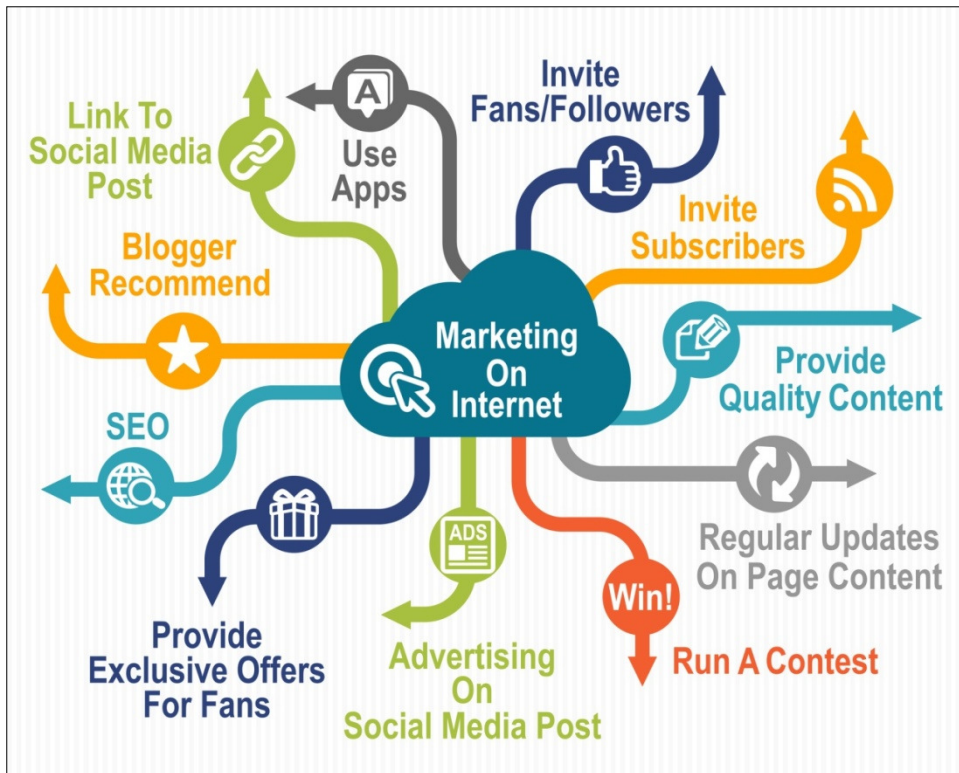 Link To
Social Media
Post
A
Use
Apps
Invite
Fans/Followers
Invite
Subscribers
Blogger
Recommend
Marketing
On
Internet
Provide
Quality Content
SEO
Regular Updates
On Page Content
ADS
Win!
Run A Contest
Provide
Exclusive Offers
For Fans
Advertising
On
Social Media Post